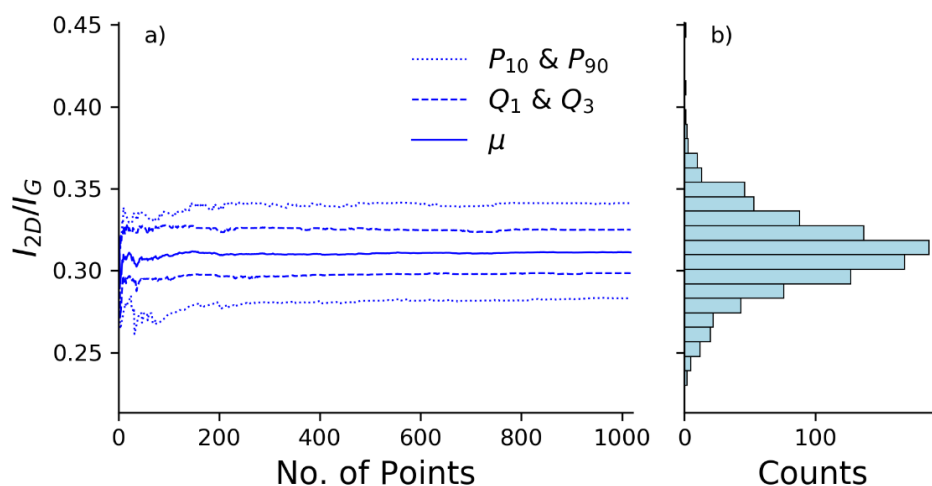 a)
b)
P10 & P90
Q1 & Q3
μ
0.45
0.40
0.35
0.30
0.25
I2D/IG
0 200 400 600 800 1000
0 100
No. of Points
Counts